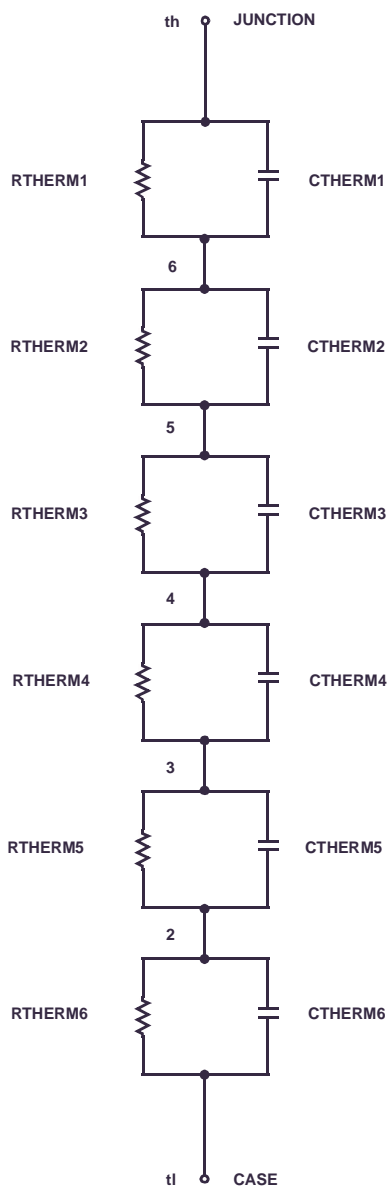 th JUNCTION
RTHERM1 CTHERM1
6
RTHERM2 CTHERM2
5
RTHERM3 CTHERM3
4
RTHERM4 CTHERM4
3
RTHERM5 CTHERM5
2
RTHERM6 CTHERM6
tl CASE